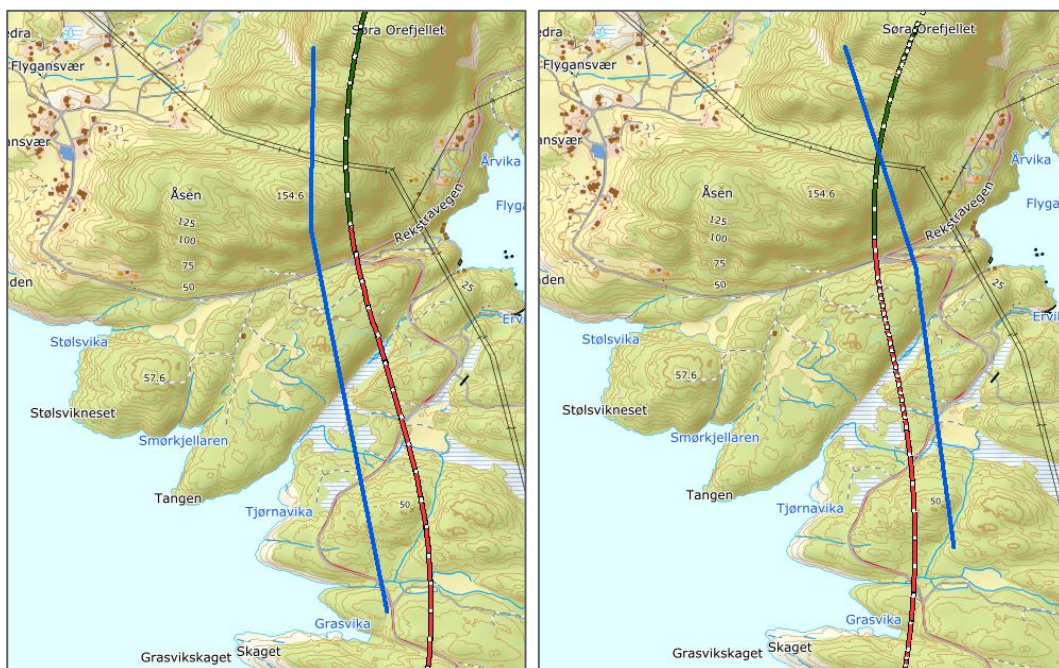 edra
Søra Orefjellet
Flygansvær
ansvær
Årvika
Åsen
154.6
Flyga
125
100
Rekstravegen
75
50
den
25
Ervi
Stølsvika
57.6
Stølsvikneset
Smørkjellaren
Tangen
50
Tjørnavika
Grasvika
Skaget
Grasvikskaget
edra
Søra Orefjellet
Flygansvær
ansvær
Årvika
Åsen
154.6
Flyga
125
100
Rekstravegen
75
50
den
25
Ervi
Stølsvika
57.6
Stølsvikneset
Smørkjellaren
Tangen
50
Tjørnavika
Grasvika
Skaget
Grasvikskaget